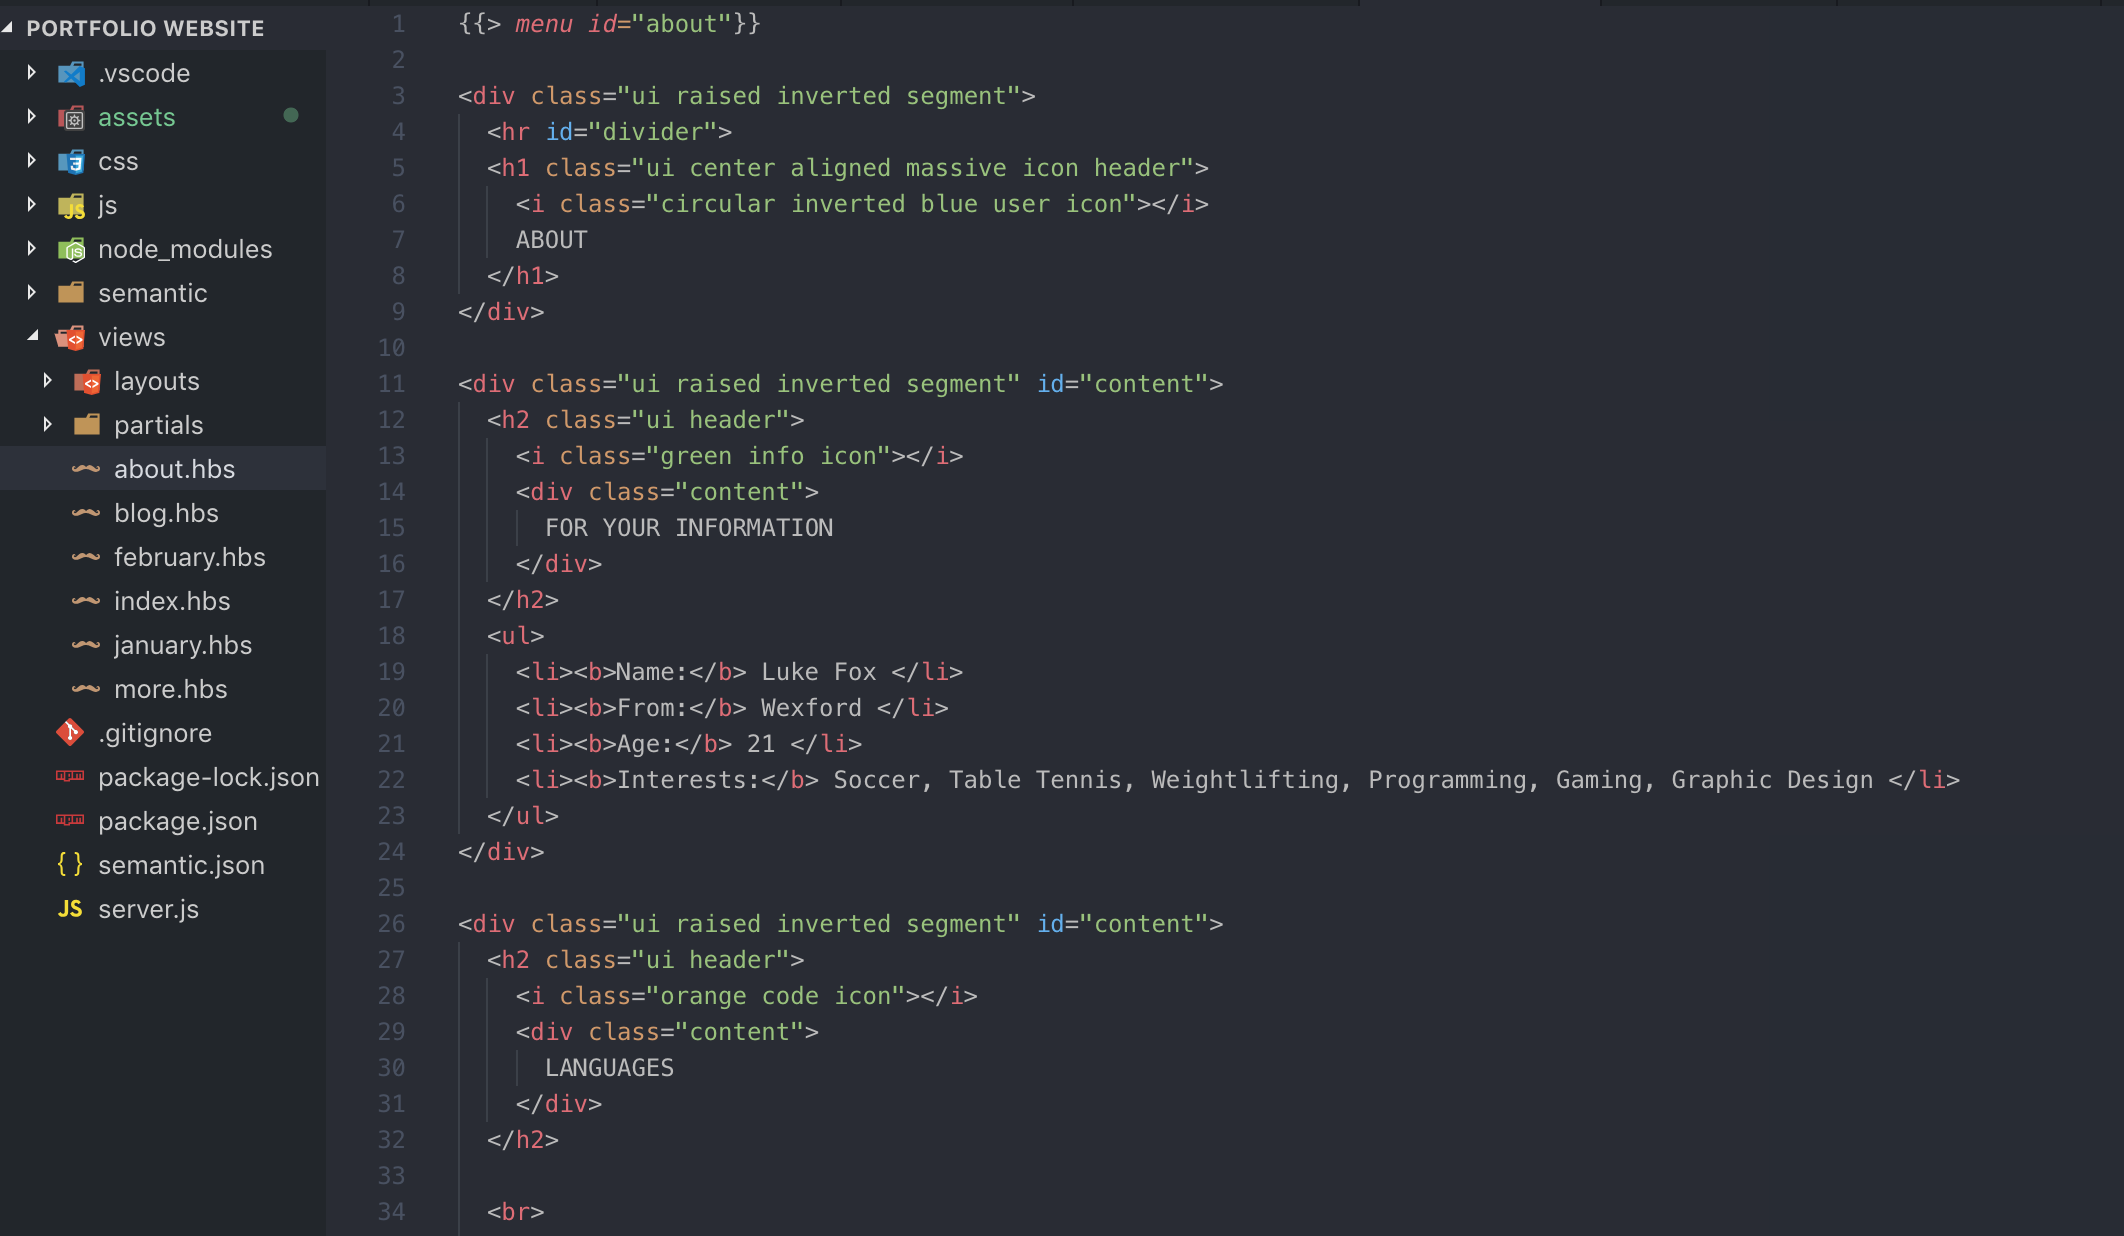 PORTFOLIO WEBSITE
.vscode
assets
css
js
node_modules
semantic
views
layouts
partials
about.hbs
blog.hbs
february.hbs
index.hbs
january.hbs
more.hbs
.gitignore
package-lock.json
package.json
{ } semantic.json
JS server.js
1 {{> menu id="about"}}
2
3 <div class="ui raised inverted segment">
4 <hr id="divider">
5 <h1 class="ui center aligned massive icon header">
6 <i class="circular inverted blue user icon"></i>
7 ABOUT
8 </h1>
9 </div>
10
11 <div class="ui raised inverted segment" id="content">
12 <h2 class="ui header">
13 <i class="green info icon"></i>
14 <div class="content">
15 FOR YOUR INFORMATION
16 </div>
17 </h2>
18 <ul>
19 <li><b>Name:</b> Luke Fox </li>
20 <li><b>From:</b> Wexford </li>
21 <li><b>Age:</b> 21 </li>
22 <li><b>Interests:</b> Soccer, Table Tennis, Weightlifting, Programming, Gaming, Graphic Design </li>
23 </ul>
24 </div>
25
26 <div class="ui raised inverted segment" id="content">
27 <h2 class="ui header">
28 <i class="orange code icon"></i>
29 <div class="content">
30 LANGUAGES
31 </div>
32 </h2>
33
34 <br>